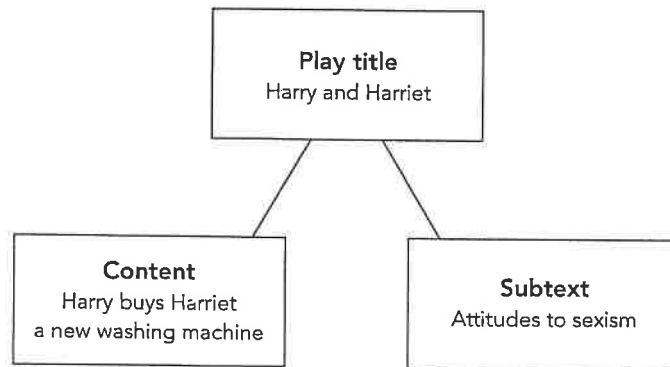 Play title
Harry and Harriet
Content
Harry buys Harriet
a new washing machine
Subtext
Attitudes to sexism